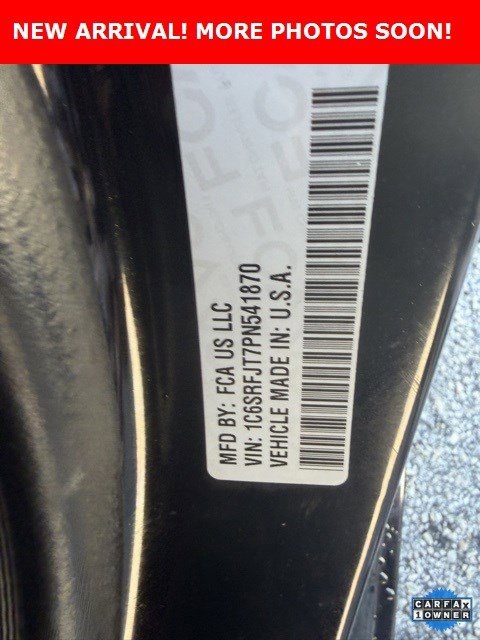 NEW ARRIVAL! MORE PHOTOS SOON!
MFD BY: FCA US LLC
VIN: 1C6SRFJT7PN541870
VEHICLE MADE IN: U.S.A.
CARFAX
1 OWNER